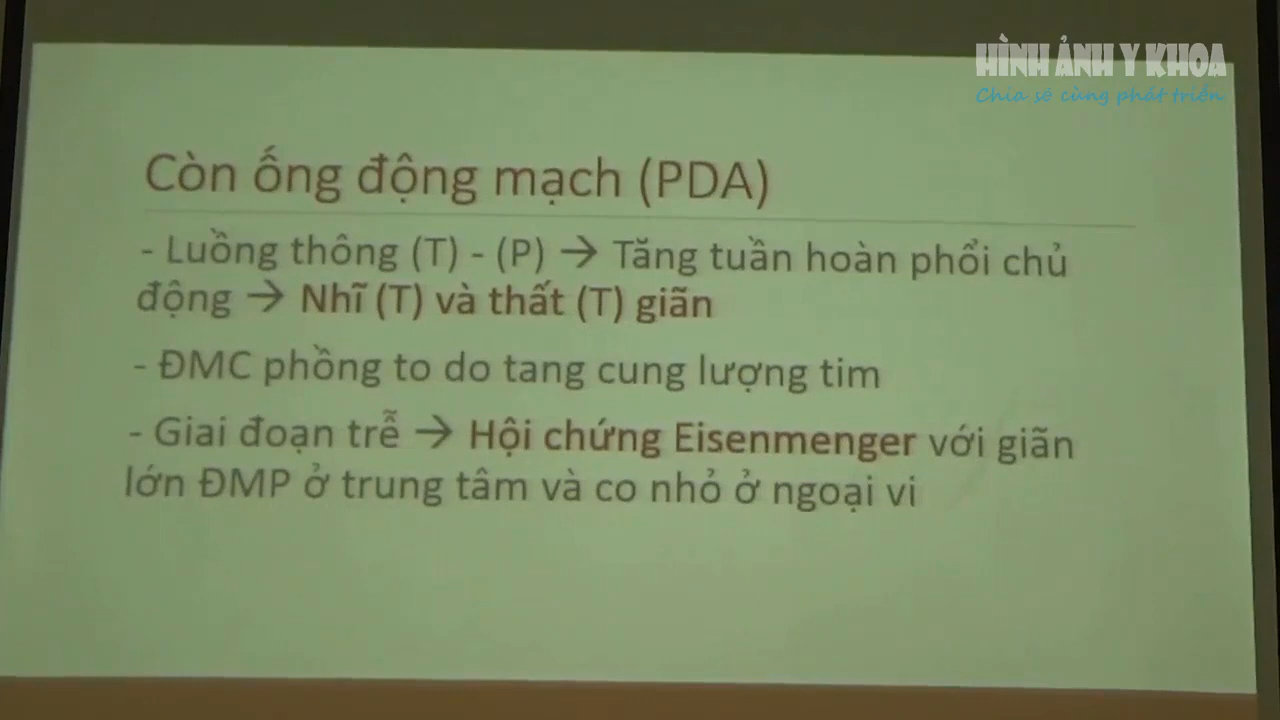 HÌNH ẢNH Y KHOA
Chia sẻ cùng phát triển
Còn ống động mạch (PDA)
- Luồng thông (T) - (P) → Tăng tuần hoàn phổi chủ
động → Nhĩ (T) và thất (T) giãn
- ĐMC phồng to do tang cung lượng tim
- Giai đoạn trễ → Hội chứng Eisenmenger với giãn
lớn ĐMP ở trung tâm và co nhỏ ở ngoại vi